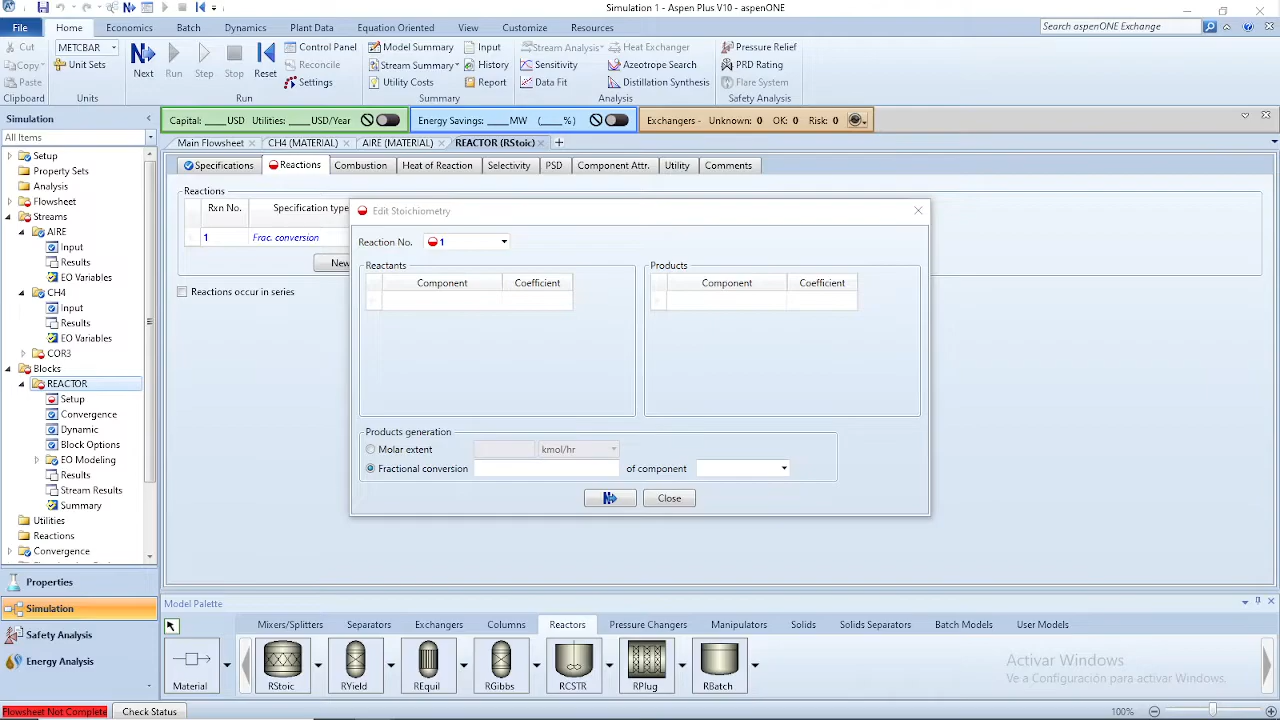 Simulation 1 - Aspen Plus V10 - aspenONE
File Home Economics Batch Dynamics Plant Data Equation Oriented View Customize Resources Search aspenONE Exchange
Cut METCBAR Control Panel Model Summary Input Stream Analysis Heat Exchanger Pressure Relief
Copy Unit Sets Next Run Step Stop Reset Reconcile Stream Summary History Sensitivity Azeotrope Search PRD Rating
Paste Settings Utility Costs Report Data Fit Distillation Synthesis Flare System
Clipboard Units Run Summary Analysis Safety Analysis
Simulation
Capital: ____ USD Utilities: ____ USD/Year Energy Savings: ____ MW (____ %) Exchangers - Unknown: 0 OK: 0 Risk: 0
All Items
Main Flowsheet CH4 (MATERIAL) AIRE (MATERIAL) REACTOR (RStoic) +
Setup
Property Sets
Analysis
Flowsheet
Streams
AIRE
Input
Results
EO Variables
CH4
Input
Results
EO Variables
COR3
Blocks
REACTOR
Setup
Convergence
Dynamic
Block Options
EO Modeling
Results
Stream Results
Summary
Utilities
Reactions
Convergence
Properties
Simulation
Safety Analysis
Energy Analysis
Specifications Reactions Combustion Heat of Reaction Selectivity PSD Component Attr. Utility Comments
Reactions
Rxn No. Specification type
1 Frac. conversion
New
Reactions occur in series
Edit Stoichiometry
Reaction No. 1
Reactants Products
Component Coefficient Component Coefficient
Products generation
Molar extent kmol/hr
Fractional conversion of component
N Close
Model Palette
Mixers/Splitters Separators Exchangers Columns Reactors Pressure Changers Manipulators Solids Solids Separators Batch Models User Models
Material RStoic RYield REquil RGibbs RCSTR RPlug RBatch
Activar Windows
Ve a Configuración para activar Windows.
Flowsheet Not Complete Check Status 100%